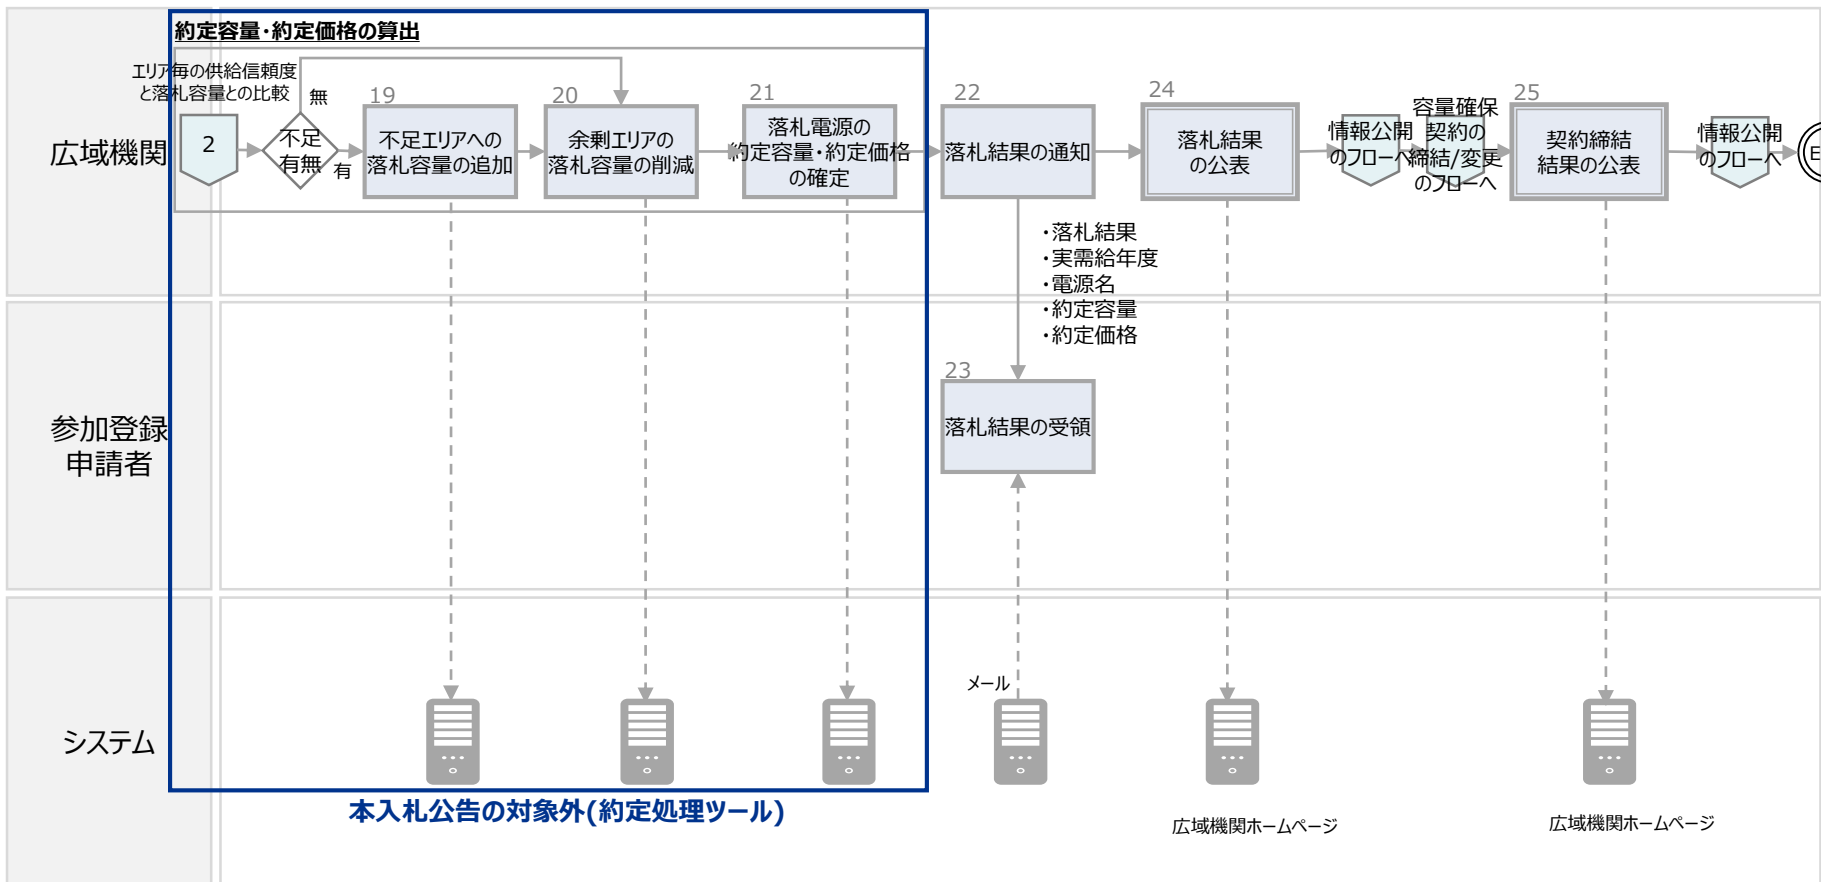 約定容量・約定価格の算出
エリア毎の供給信頼度
と落札容量との比較
無
有
広域機関
2
不足
有無
19
不足エリアへの
落札容量の追加
20
余剰エリアの
落札容量の削減
21
落札電源の
約定容量・約定価格
の確定
22
落札結果の通知
24
落札結果
の公表
情報公開
のフローへ
容量確保
契約の
締結/変更
のフローへ
25
契約締結
結果の公表
情報公開
のフローへ
E
・落札結果
・実需給年度
・電源名
・約定容量
・約定価格
参加登録
申請者
23
落札結果の受領
システム
メール
広域機関ホームページ
広域機関ホームページ
本入札公告の対象外(約定処理ツール)